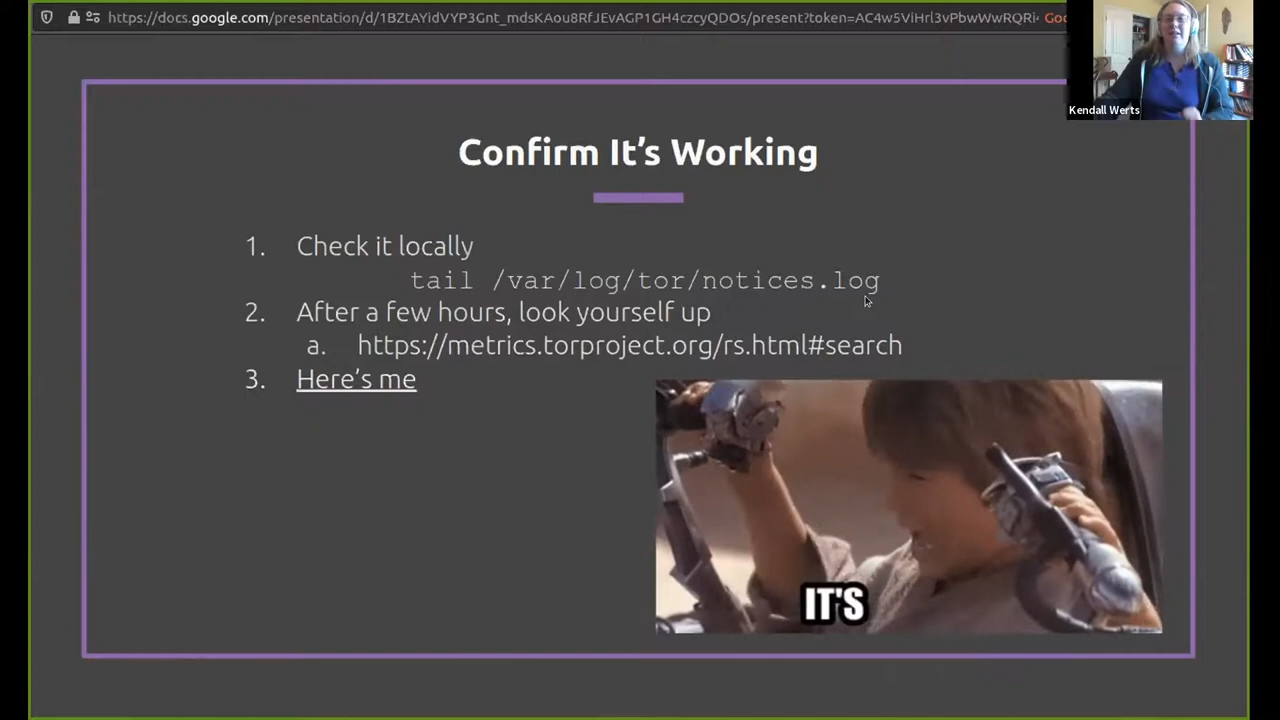 https://docs.google.com/presentation/d/1BZtAYidVYP3Gnt_mdsKAou8RfJEvAGP1GH4czcyQDOs/present?token=AC4w5ViHrl3vPbwWwRQRi
Goo
Kendall Werts
Confirm It's Working
1. Check it locally
tail /var/log/tor/notices.log
2. After a few hours, look yourself up
a. https://metrics.torproject.org/rs.html#search
3. Here's me
IT'S